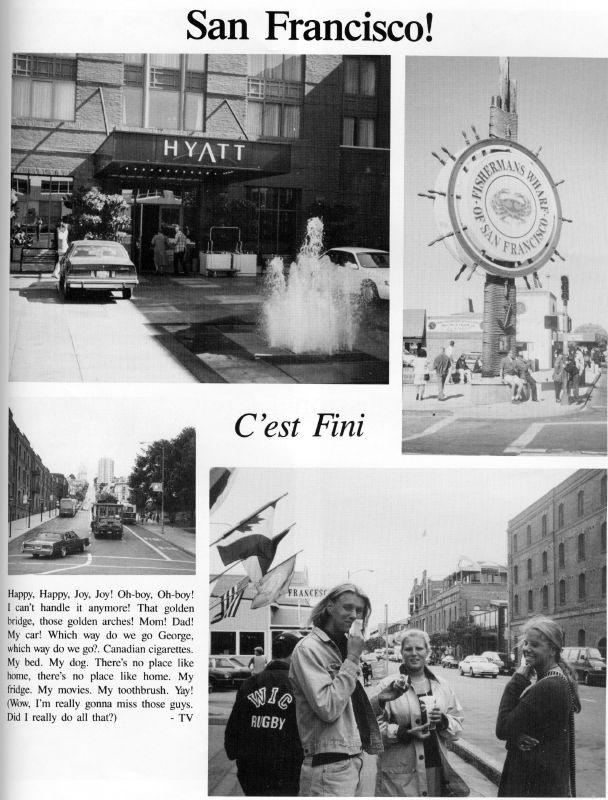 San Francisco!
HYATT
FISHERMANS WHARF
OF SAN FRANCISCO
C'est Fini
Happy, Happy, Joy, Joy! Oh-boy, Oh-boy!
I can't handle it anymore! That golden
bridge, those golden arches! Mom! Dad!
My car! Which way do we go George,
which way do we go?. Canadian cigarettes.
My bed. My dog. There's no place like
home, there's no place like home. My
fridge. My movies. My toothbrush. Yay!
(Wow, I'm really gonna miss those guys.
Did I really do all that?) - TV
FRANCESC
WIC
RUGBY